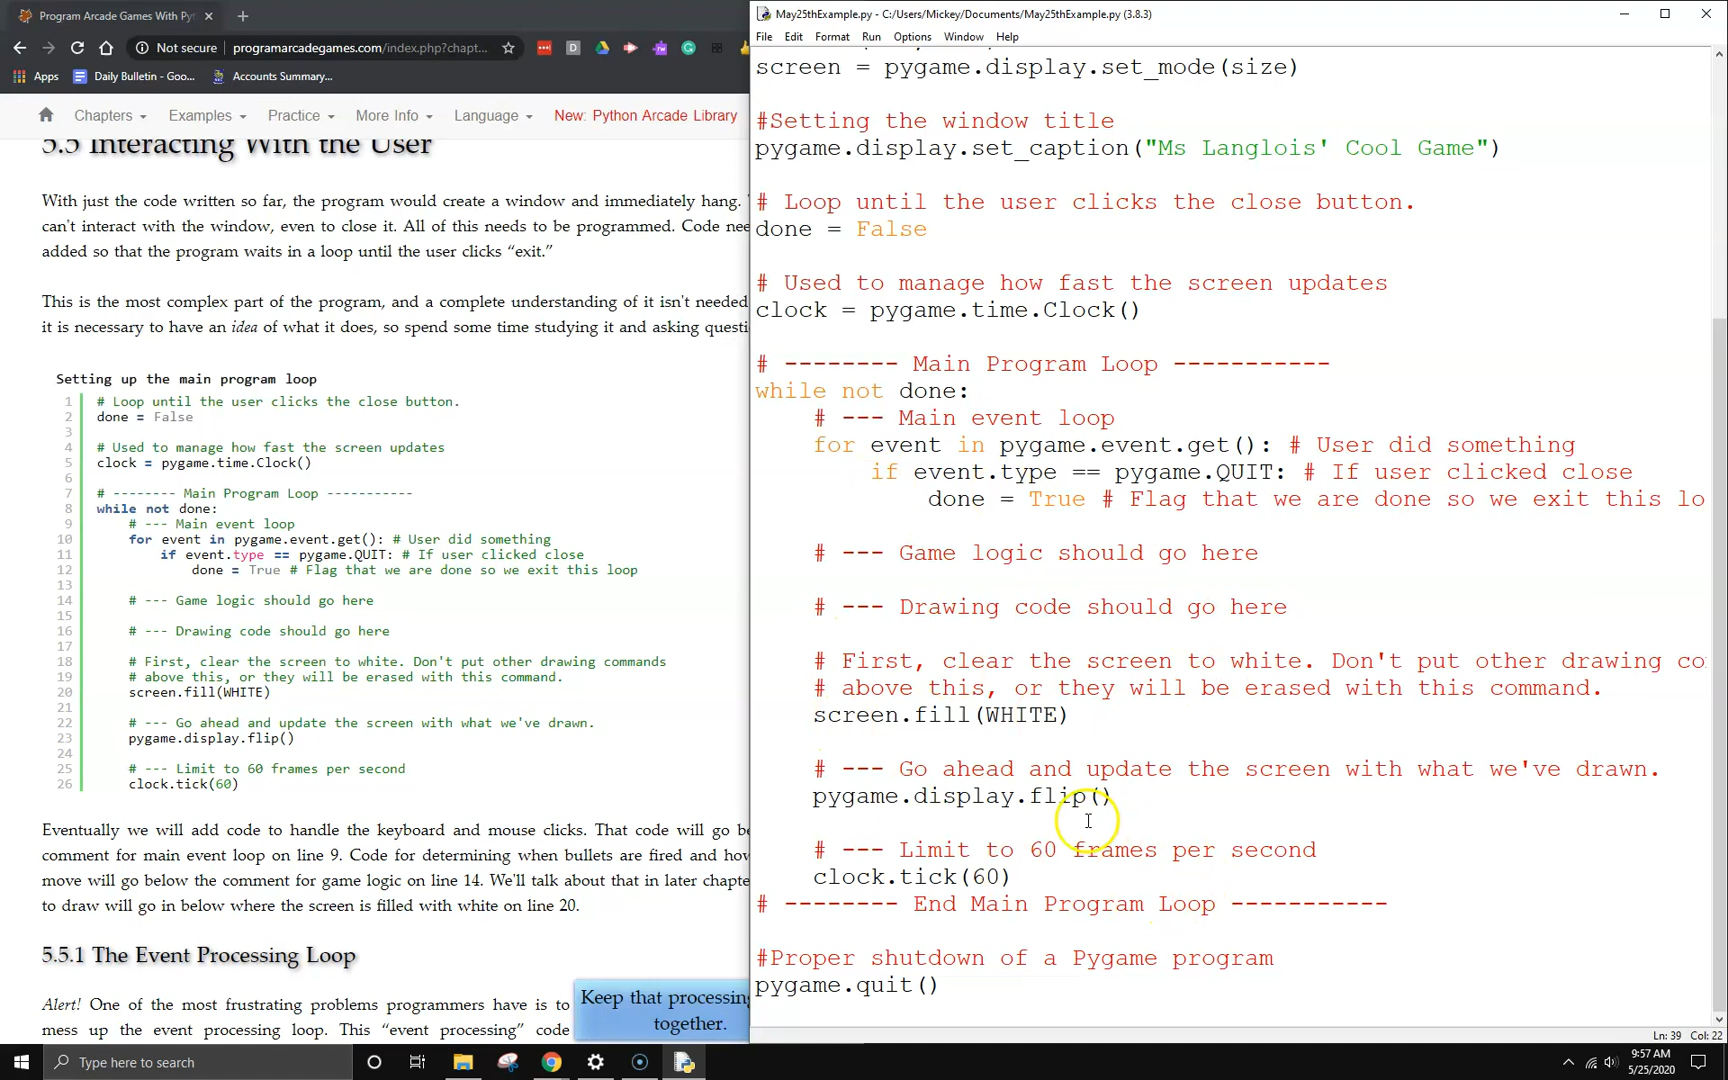 Program Arcade Games With Pyt
Not secure
programarcadegames.com/index.php?chapt...
Apps
Daily Bulletin - Goo...
Accounts Summary...
Chapters
Examples
Practice
More Info
Language
New: Python Arcade Library
5.5 Interacting With the User
With just the code written so far, the program would create a window and immediately hang.
can't interact with the window, even to close it. All of this needs to be programmed. Code nee
added so that the program waits in a loop until the user clicks “exit.”
This is the most complex part of the program, and a complete understanding of it isn't needed
it is necessary to have an idea of what it does, so spend some time studying it and asking questi
Setting up the main program loop
1 # Loop until the user clicks the close button.
2 done = False
3
4 # Used to manage how fast the screen updates
5 clock = pygame.time.Clock()
6
7 # -------- Main Program Loop -----------
8 while not done:
9 # --- Main event loop
10 for event in pygame.event.get(): # User did something
11 if event.type == pygame.QUIT: # If user clicked close
12 done = True # Flag that we are done so we exit this loop
13
14 # --- Game logic should go here
15
16 # --- Drawing code should go here
17
18 # First, clear the screen to white. Don't put other drawing commands
19 # above this, or they will be erased with this command.
20 screen.fill(WHITE)
21
22 # --- Go ahead and update the screen with what we've drawn.
23 pygame.display.flip()
24
25 # --- Limit to 60 frames per second
26 clock.tick(60)
Eventually we will add code to handle the keyboard and mouse clicks. That code will go be
comment for main event loop on line 9. Code for determining when bullets are fired and how
move will go below the comment for game logic on line 14. We'll talk about that in later chapte
to draw will go in below where the screen is filled with white on line 20.
5.5.1 The Event Processing Loop
Alert! One of the most frustrating problems programmers have is to
mess up the event processing loop. This “event processing” code
Keep that processing
together.
May25thExample.py - C:/Users/Mickey/Documents/May25thExample.py (3.8.3)
File Edit Format Run Options Window Help
screen = pygame.display.set_mode(size)
#Setting the window title
pygame.display.set_caption("Ms Langlois' Cool Game")
# Loop until the user clicks the close button.
done = False
# Used to manage how fast the screen updates
clock = pygame.time.Clock()
# -------- Main Program Loop -----------
while not done:
# --- Main event loop
for event in pygame.event.get(): # User did something
if event.type == pygame.QUIT: # If user clicked close
done = True # Flag that we are done so we exit this lo
# --- Game logic should go here
# --- Drawing code should go here
# First, clear the screen to white. Don't put other drawing co
# above this, or they will be erased with this command.
screen.fill(WHITE)
# --- Go ahead and update the screen with what we've drawn.
pygame.display.flip()
# --- Limit to 60 frames per second
clock.tick(60)
# -------- End Main Program Loop -----------
#Proper shutdown of a Pygame program
pygame.quit()
Ln: 39 Col: 22
Type here to search
9:57 AM
5/25/2020